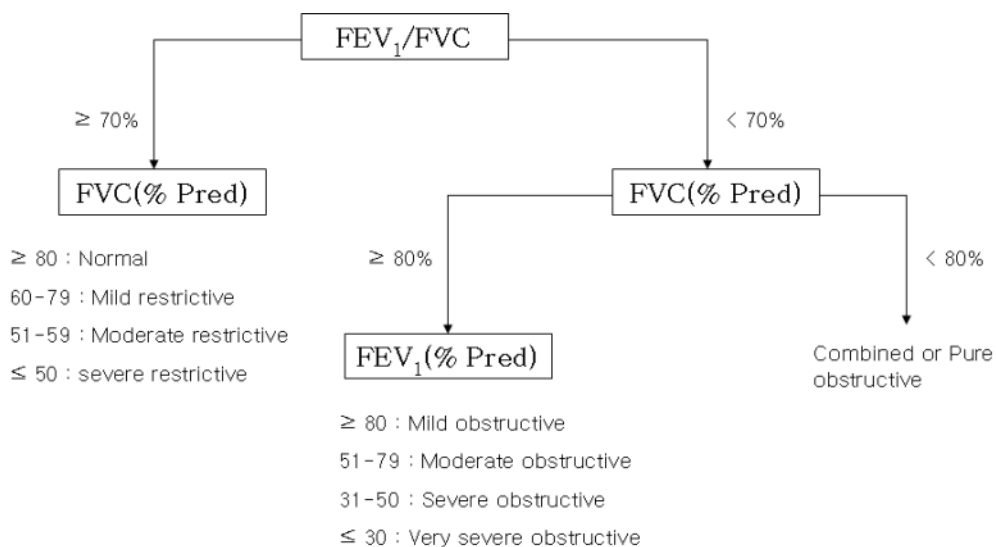 FEV₁/FVC
≥ 70%
< 70%
FVC(% Pred)
FVC(% Pred)
≥ 80 : Normal
60-79 : Mild restrictive
51-59 : Moderate restrictive
≤ 50 : severe restrictive
≥ 80%
< 80%
FEV₁(% Pred)
Combined or Pure
obstructive
≥ 80 : Mild obstructive
51-79 : Moderate obstructive
31-50 : Severe obstructive
≤ 30 : Very severe obstructive